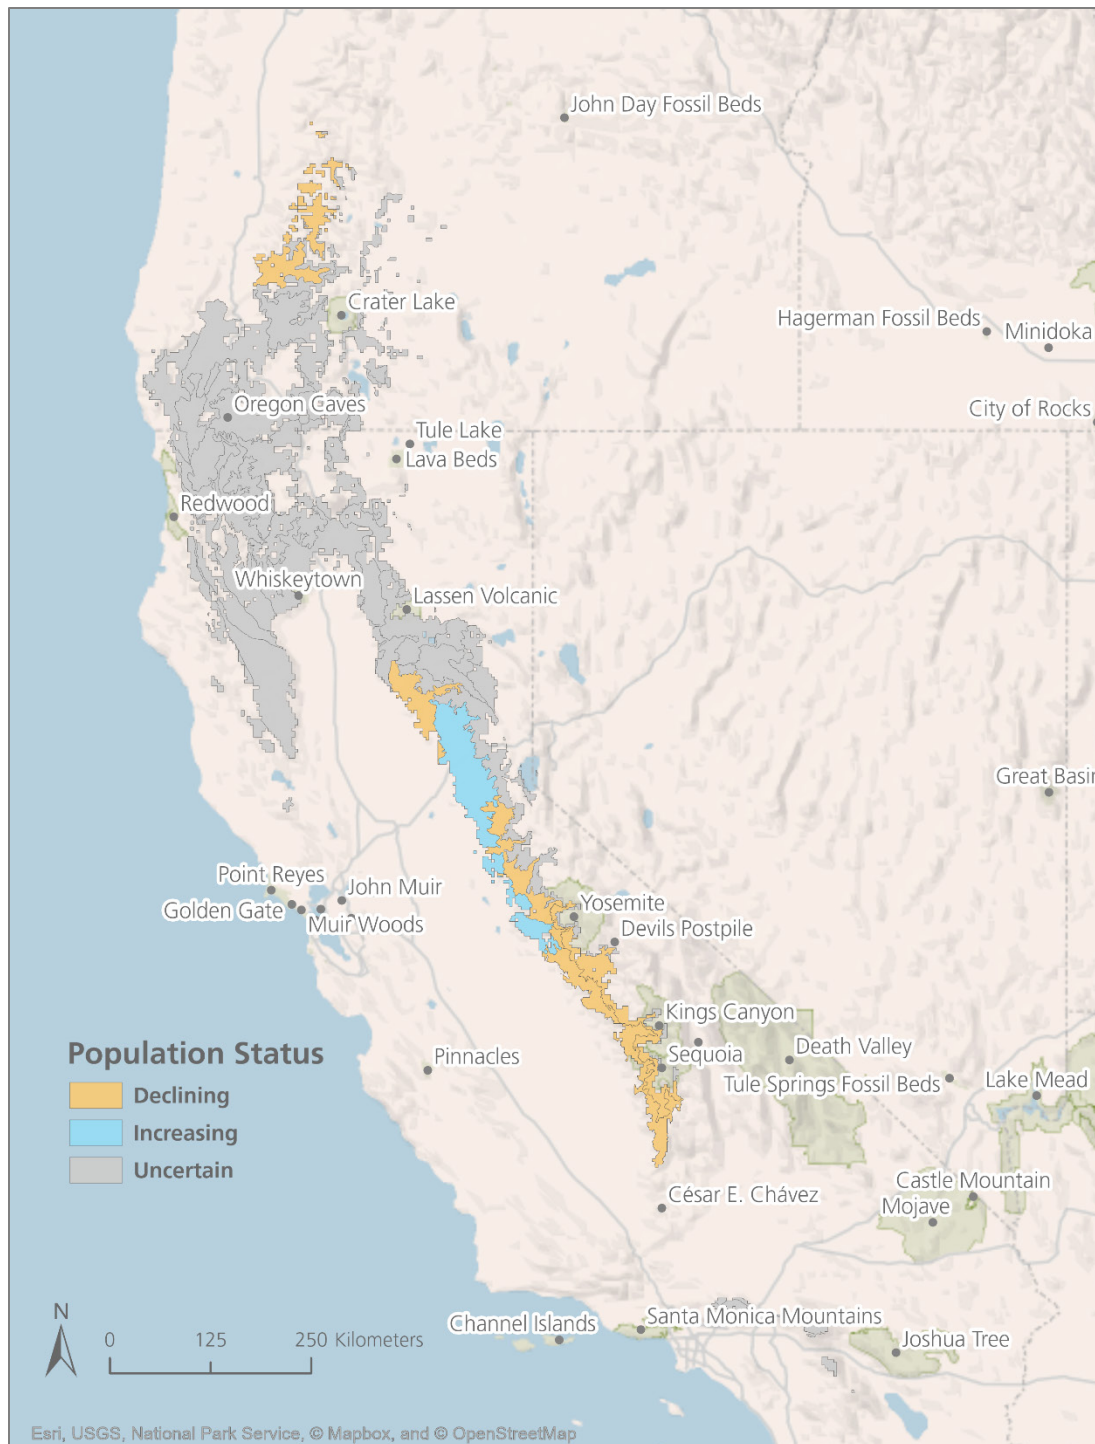 John Day Fossil Beds
Crater Lake
Hagerman Fossil Beds
Minidoka
Oregon Caves
City of Rocks
Tule Lake
Lava Beds
Redwood
Whiskeytown
Lassen Volcanic
Great Basin
Point Reyes
John Muir
Golden Gate
Muir Woods
Yosemite
Devils Postpile
Kings Canyon
Population Status
Pinnacles
Sequoia
Death Valley
Tule Springs Fossil Beds
Lake Mead
Declining
Increasing
Uncertain
César E. Chávez
Castle Mountain
Mojave
N
0 125 250 Kilometers
Channel Islands
Santa Monica Mountains
Joshua Tree
Esri, USGS, National Park Service, © Mapbox, and © OpenStreetMap